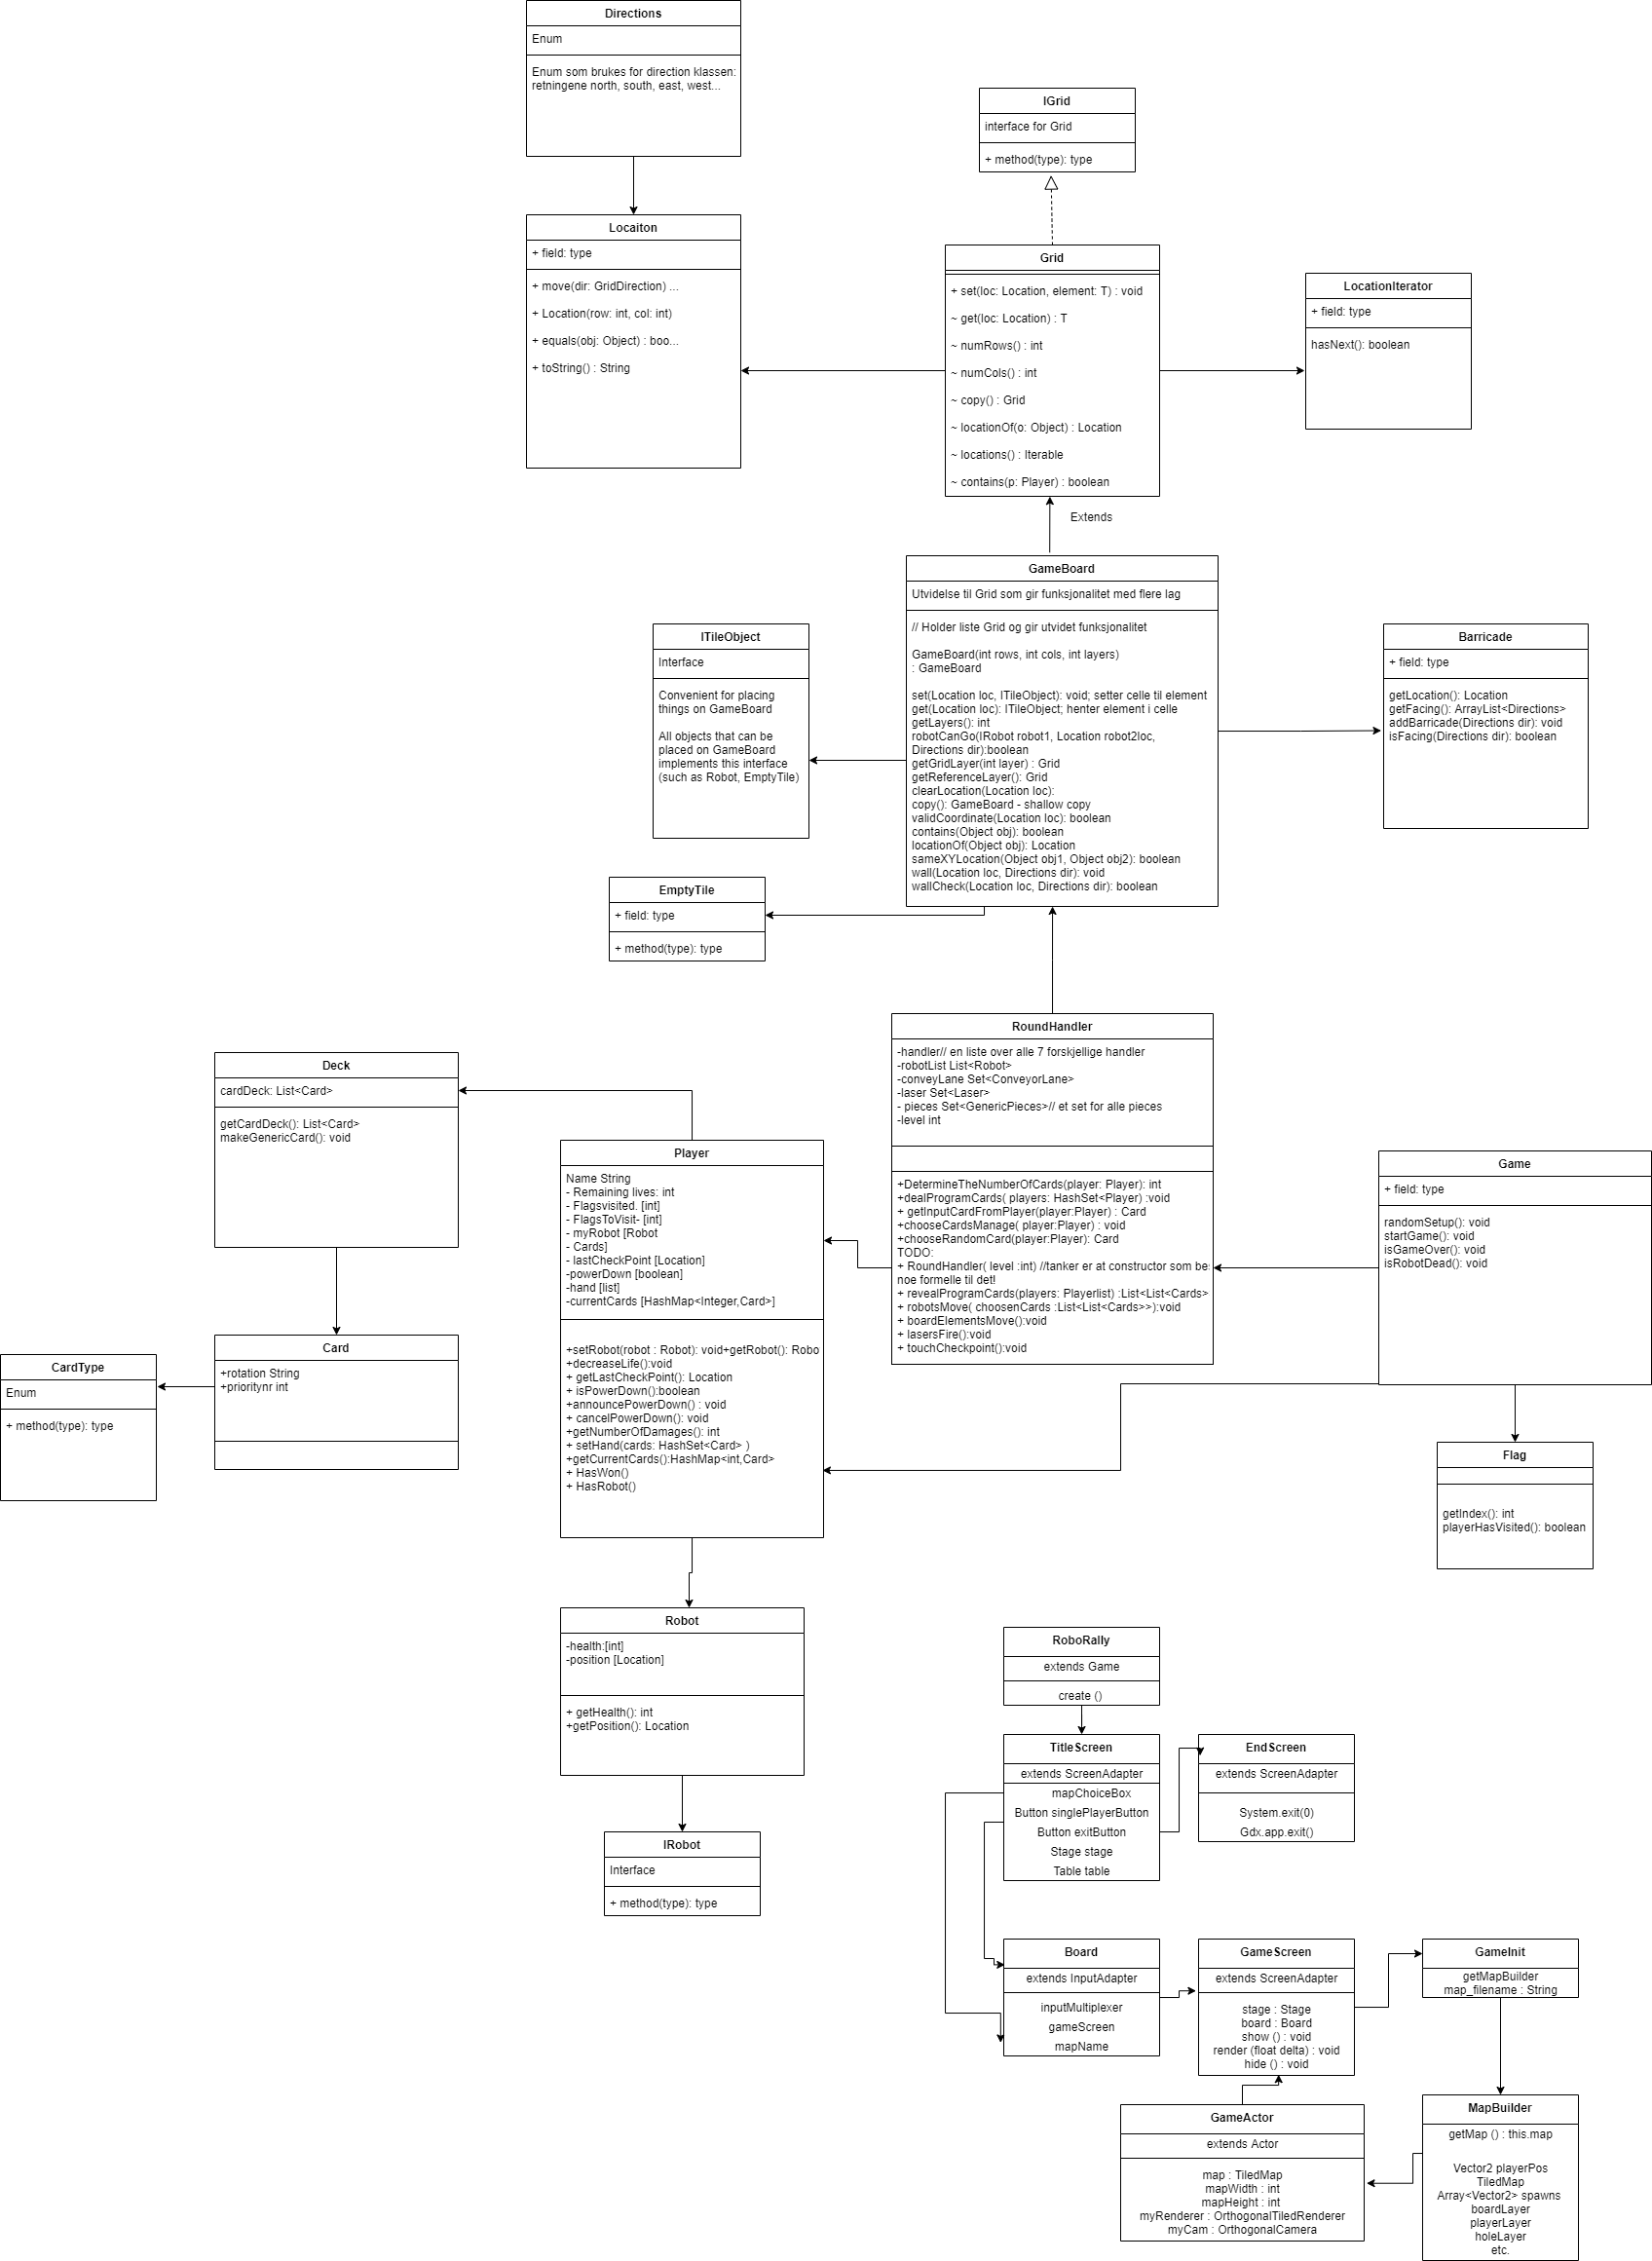 Directions
Enum
Enum som brukes for direction klassen:
retningene north, south, east, west...
IGrid
interface for Grid
+ method(type): type
Locaiton
+ field: type
+ move(dir: GridDirection) ...
+ Location(row: int, col: int)
+ equals(obj: Object) : boo...
+ toString() : String
Grid
+ set(loc: Location, element: T) : void
~ get(loc: Location) : T
~ numRows() : int
~ numCols() : int
~ copy() : Grid
~ locationOf(o: Object) : Location
~ locations() : Iterable
~ contains(p: Player) : boolean
LocationIterator
+ field: type
hasNext(): boolean
Extends
GameBoard
Utvidelse til Grid som gir funksjonalitet med flere lag
// Holder liste Grid og gir utvidet funksjonalitet
GameBoard(int rows, int cols, int layers)
: GameBoard
set(Location loc, ITileObject): void; setter celle til element
get(Location loc): ITileObject; henter element i celle
getLayers(): int
robotCanGo(IRobot robot1, Location robot2loc,
Directions dir):boolean
getGridLayer(int layer) : Grid
getReferenceLayer(): Grid
clearLocation(Location loc):
copy(): GameBoard - shallow copy
validCoordinate(Location loc): boolean
contains(Object obj): boolean
locationOf(Object obj): Location
sameXYLocation(Object obj1, Object obj2): boolean
wall(Location loc, Directions dir): void
wallCheck(Location loc, Directions dir): boolean
ITileObject
Interface
Convenient for placing
things on GameBoard
All objects that can be
placed on GameBoard
implements this interface
(such as Robot, EmptyTile)
Barricade
+ field: type
getLocation(): Location
getFacing(): ArrayList<Directions>
addBarricade(Directions dir): void
isFacing(Directions dir): boolean
EmptyTile
+ field: type
+ method(type): type
RoundHandler
-handler// en liste over alle 7 forskjellige handler
-robotList List<Robot>
-conveyLane Set<ConveyorLane>
-laser Set<Laser>
- pieces Set<GenericPieces>// et set for alle pieces
-level int
+DetermineTheNumberOfCards(player: Player): int
+dealProgramCards( players: HashSet<Player) :void
+ getInputCardFromPlayer(player:Player) : Card
+chooseCardsManage( player:Player) : void
+chooseRandomCard(player:Player): Card
TODO:
+ RoundHandler( level :int) //tanker er at constructor som be
noe formelle til det!
+ revealProgramCards(players: Playerlist) :List<List<Cards>
+ robotsMove( choosenCards :List<List<Cards>>):void
+ boardElementsMove():void
+ lasersFire():void
+ touchCheckpoint():void
Deck
cardDeck: List<Card>
getCardDeck(): List<Card>
makeGenericCard(): void
Player
Name String
- Remaining lives: int
- Flagsvisited. [int]
- FlagsToVisit- [int]
- myRobot [Robot
- Cards]
- lastCheckPoint [Location]
-powerDown [boolean]
-hand [list]
-currentCards [HashMap<Integer,Card>]
+setRobot(robot : Robot): void+getRobot(): Robo
+decreaseLife():void
+ getLastCheckPoint(): Location
+ isPowerDown():boolean
+announcePowerDown() : void
+ cancelPowerDown(): void
+getNumberOfDamages(): int
+ setHand(cards: HashSet<Card> )
+getCurrentCards():HashMap<int,Card>
+ HasWon()
+ HasRobot()
Game
+ field: type
randomSetup(): void
startGame(): void
isGameOver(): void
isRobotDead(): void
Card
+rotation String
+prioritynr int
CardType
Enum
+ method(type): type
Flag
getIndex(): int
playerHasVisited(): boolean
Robot
-health:[int]
-position [Location]
+ getHealth(): int
+getPosition(): Location
IRobot
Interface
+ method(type): type
RoboRally
extends Game
create ()
TitleScreen
extends ScreenAdapter
mapChoiceBox
Button singlePlayerButton
Button exitButton
Stage stage
Table table
EndScreen
extends ScreenAdapter
System.exit(0)
Gdx.app.exit()
Board
extends InputAdapter
inputMultiplexer
gameScreen
mapName
GameScreen
extends ScreenAdapter
stage : Stage
board : Board
show () : void
render (float delta) : void
hide () : void
GameInit
getMapBuilder
map_filename : String
GameActor
extends Actor
map : TiledMap
mapWidth : int
mapHeight : int
myRenderer : OrthogonalTiledRenderer
myCam : OrthogonalCamera
MapBuilder
getMap () : this.map
Vector2 playerPos
TiledMap
Array<Vector2> spawns
boardLayer
playerLayer
holeLayer
etc.